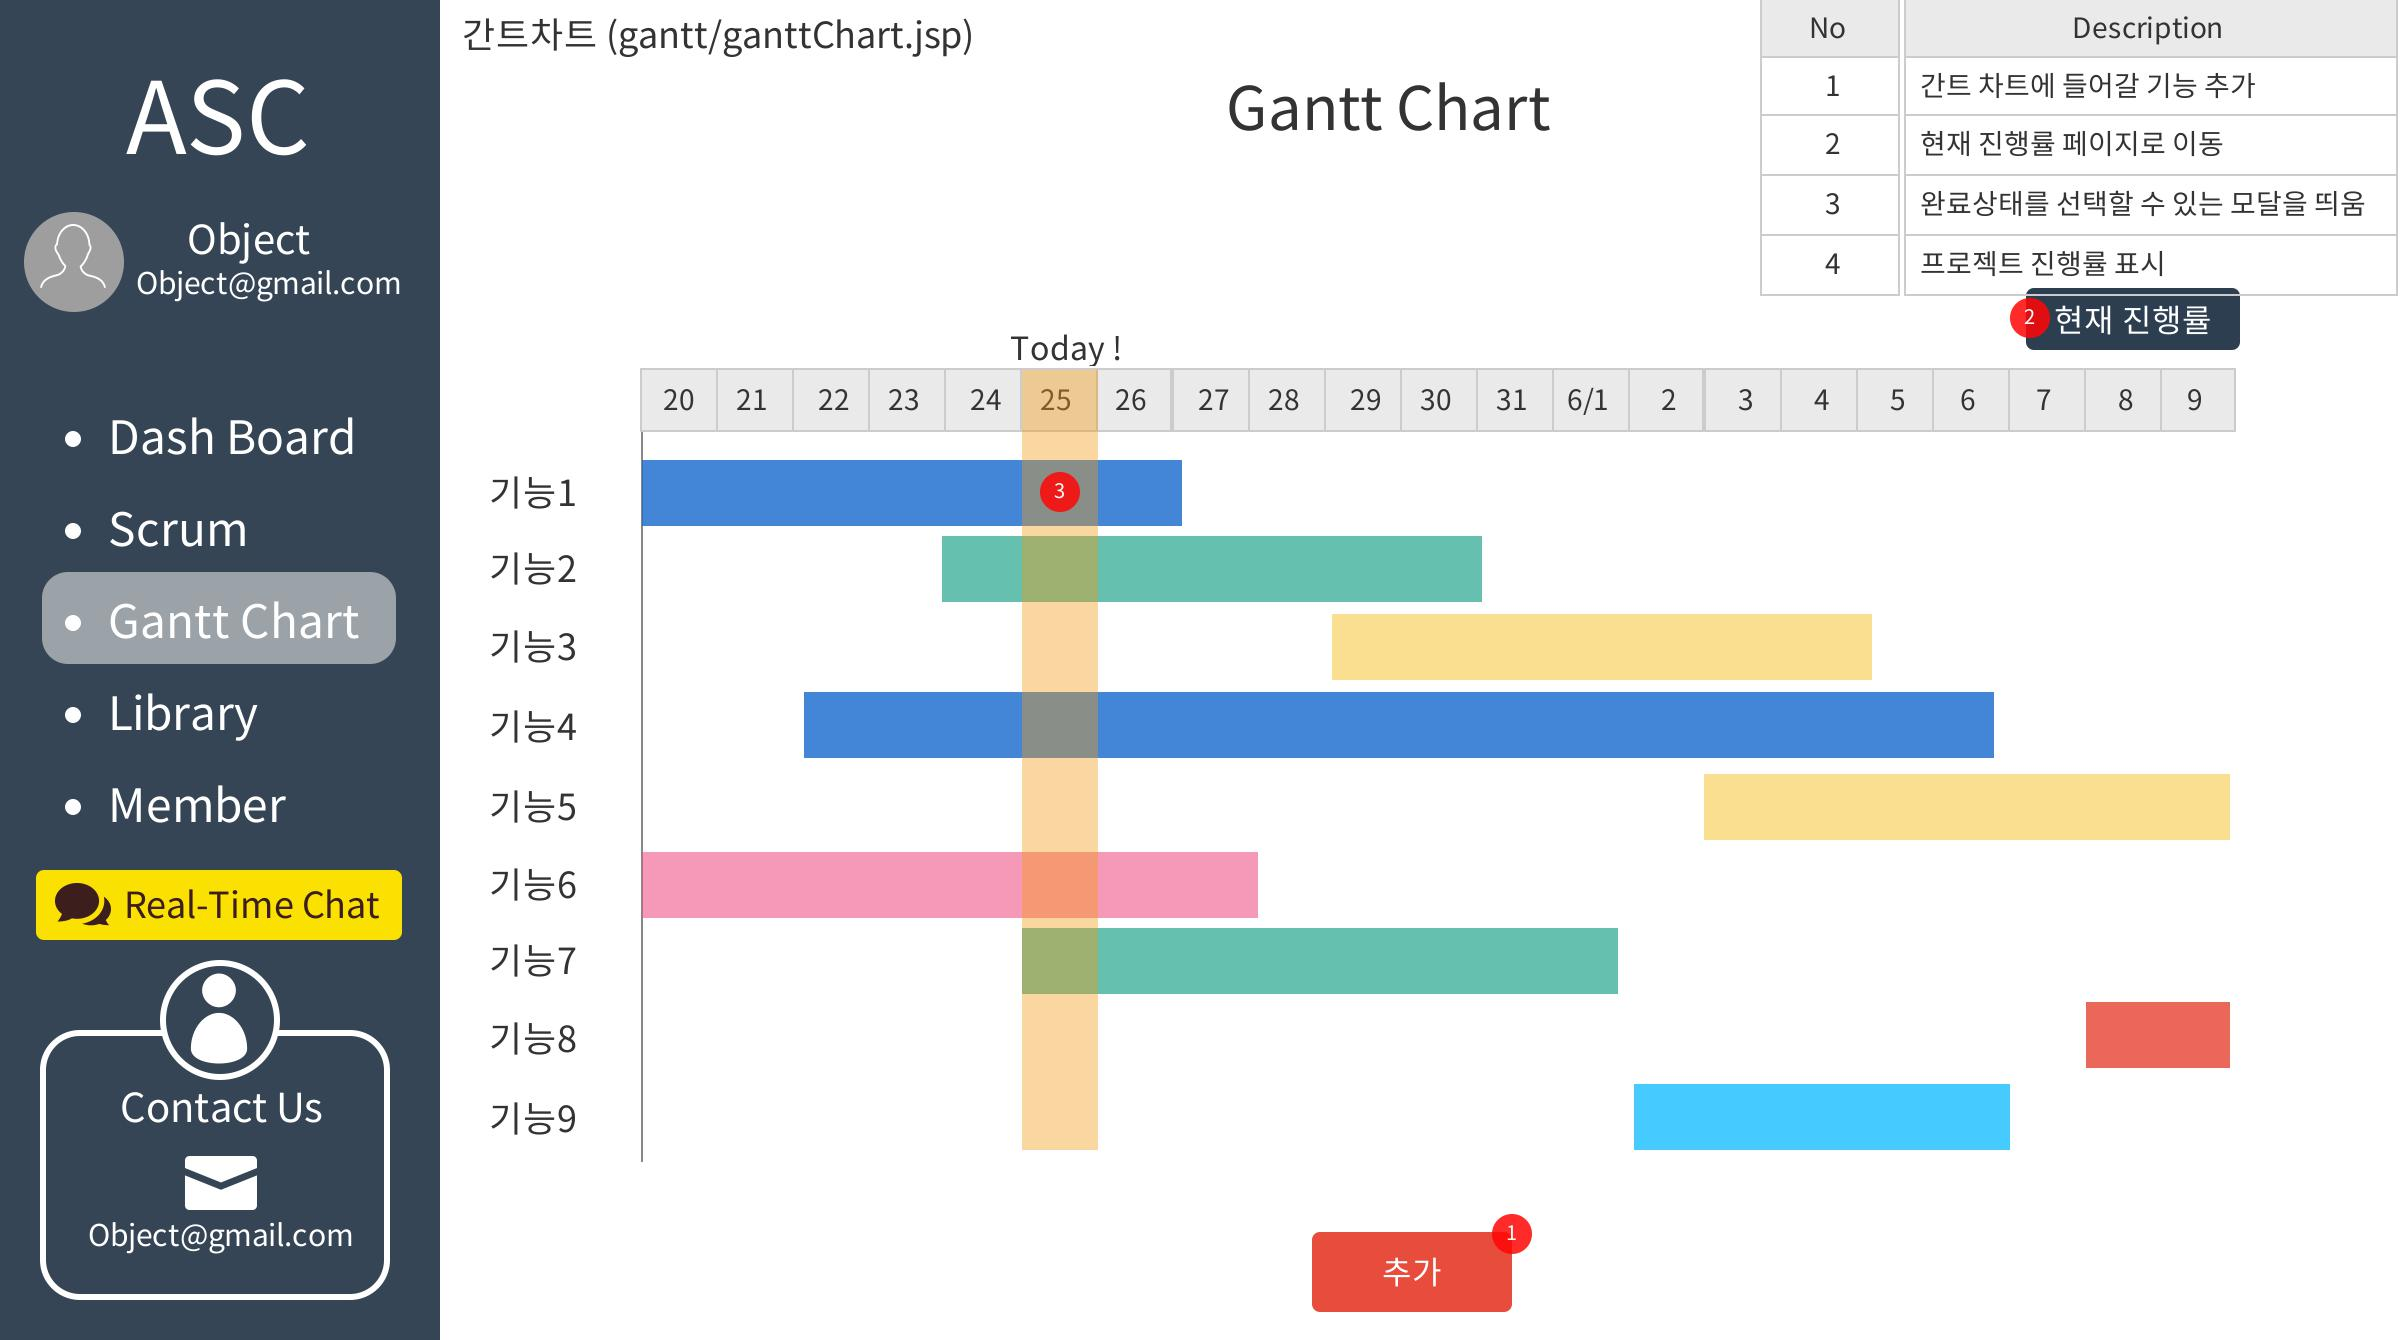 ASC
Object
Object@gmail.com
• Dash Board
• Scrum
• Gantt Chart
• Library
• Member
Real-Time Chat
Contact Us
Object@gmail.com
간트차트 (gantt/ganttChart.jsp)
Gantt Chart
No Description
1 간트 차트에 들어갈 기능 추가
2 현재 진행률 페이지로 이동
3 완료상태를 선택할 수 있는 모달을 띄움
4 프로젝트 진행률 표시
2 현재 진행률
Today !
20 21 22 23 24 25 26 27 28 29 30 31 6/1 2 3 4 5 6 7 8 9
기능1 3
기능2
기능3
기능4
기능5
기능6
기능7
기능8
기능9
1
추가